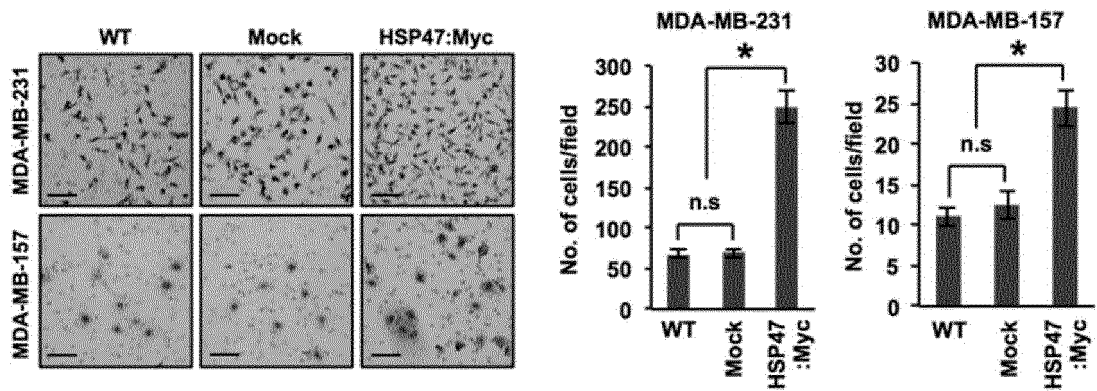 WT Mock HSP47:Myc
MDA-MB-231
MDA-MB-157
MDA-MB-231
No. of cells/field
300
250
200
150
100
50
0
*
n.s
WT
Mock
HSP47
:Myc
MDA-MB-157
No. of cells/field
30
25
20
15
10
5
0
*
n.s
WT
Mock
HSP47
:Myc